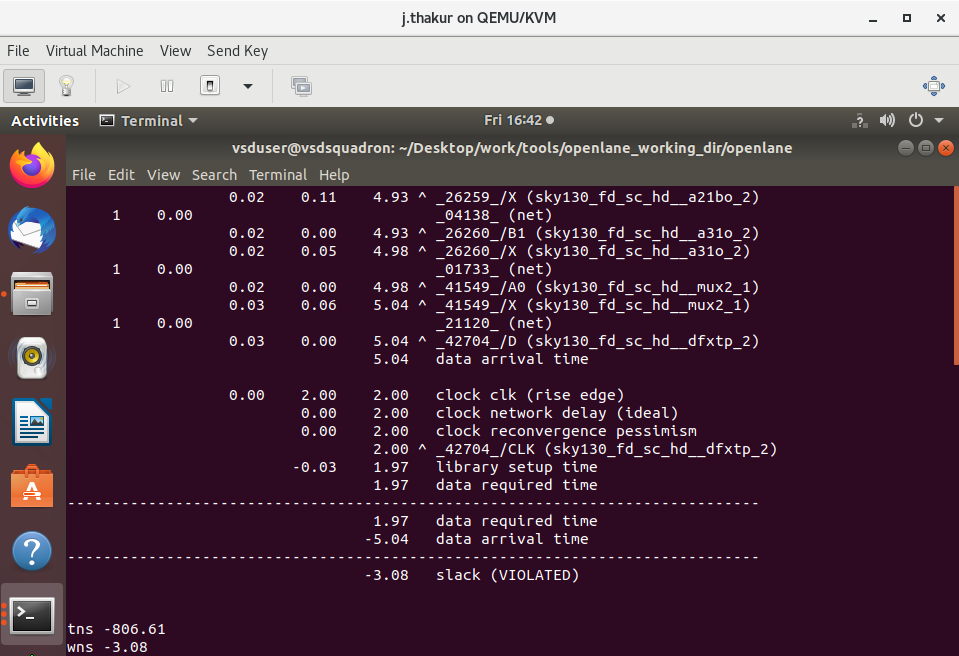 j.thakur on QEMU/KVM
File Virtual Machine View Send Key
Activities Terminal Fri 16:42
vsduser@vsdsquadron: ~/Desktop/work/tools/openlane_working_dir/openlane
File Edit View Search Terminal Help
0.02 0.11 4.93 ^ _26259_/X (sky130_fd_sc_hd__a21bo_2)
1 0.00 _04138_ (net)
0.02 0.00 4.93 ^ _26260_/B1 (sky130_fd_sc_hd__a31o_2)
0.02 0.05 4.98 ^ _26260_/X (sky130_fd_sc_hd__a31o_2)
1 0.00 _01733_ (net)
0.02 0.00 4.98 ^ _41549_/A0 (sky130_fd_sc_hd__mux2_1)
0.03 0.06 5.04 ^ _41549_/X (sky130_fd_sc_hd__mux2_1)
1 0.00 _21120_ (net)
0.03 0.00 5.04 ^ _42704_/D (sky130_fd_sc_hd__dfxtp_2)
5.04 data arrival time
0.00 2.00 2.00 clock clk (rise edge)
0.00 2.00 clock network delay (ideal)
0.00 2.00 clock reconvergence pessimism
2.00 ^ _42704_/CLK (sky130_fd_sc_hd__dfxtp_2)
-0.03 1.97 library setup time
1.97 data required time
-----------------------------------------------------------------------------
1.97 data required time
-5.04 data arrival time
-----------------------------------------------------------------------------
-3.08 slack (VIOLATED)
tns -806.61
wns -3.08